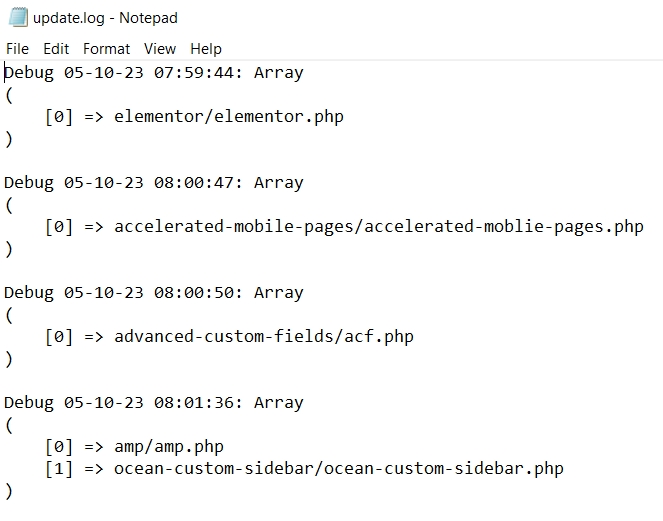 update.log - Notepad
File Edit Format View Help
Debug 05-10-23 07:59:44: Array
(
    [0] => elementor/elementor.php
)

Debug 05-10-23 08:00:47: Array
(
    [0] => accelerated-mobile-pages/accelerated-moblie-pages.php
)

Debug 05-10-23 08:00:50: Array
(
    [0] => advanced-custom-fields/acf.php
)

Debug 05-10-23 08:01:36: Array
(
    [0] => amp/amp.php
    [1] => ocean-custom-sidebar/ocean-custom-sidebar.php
)